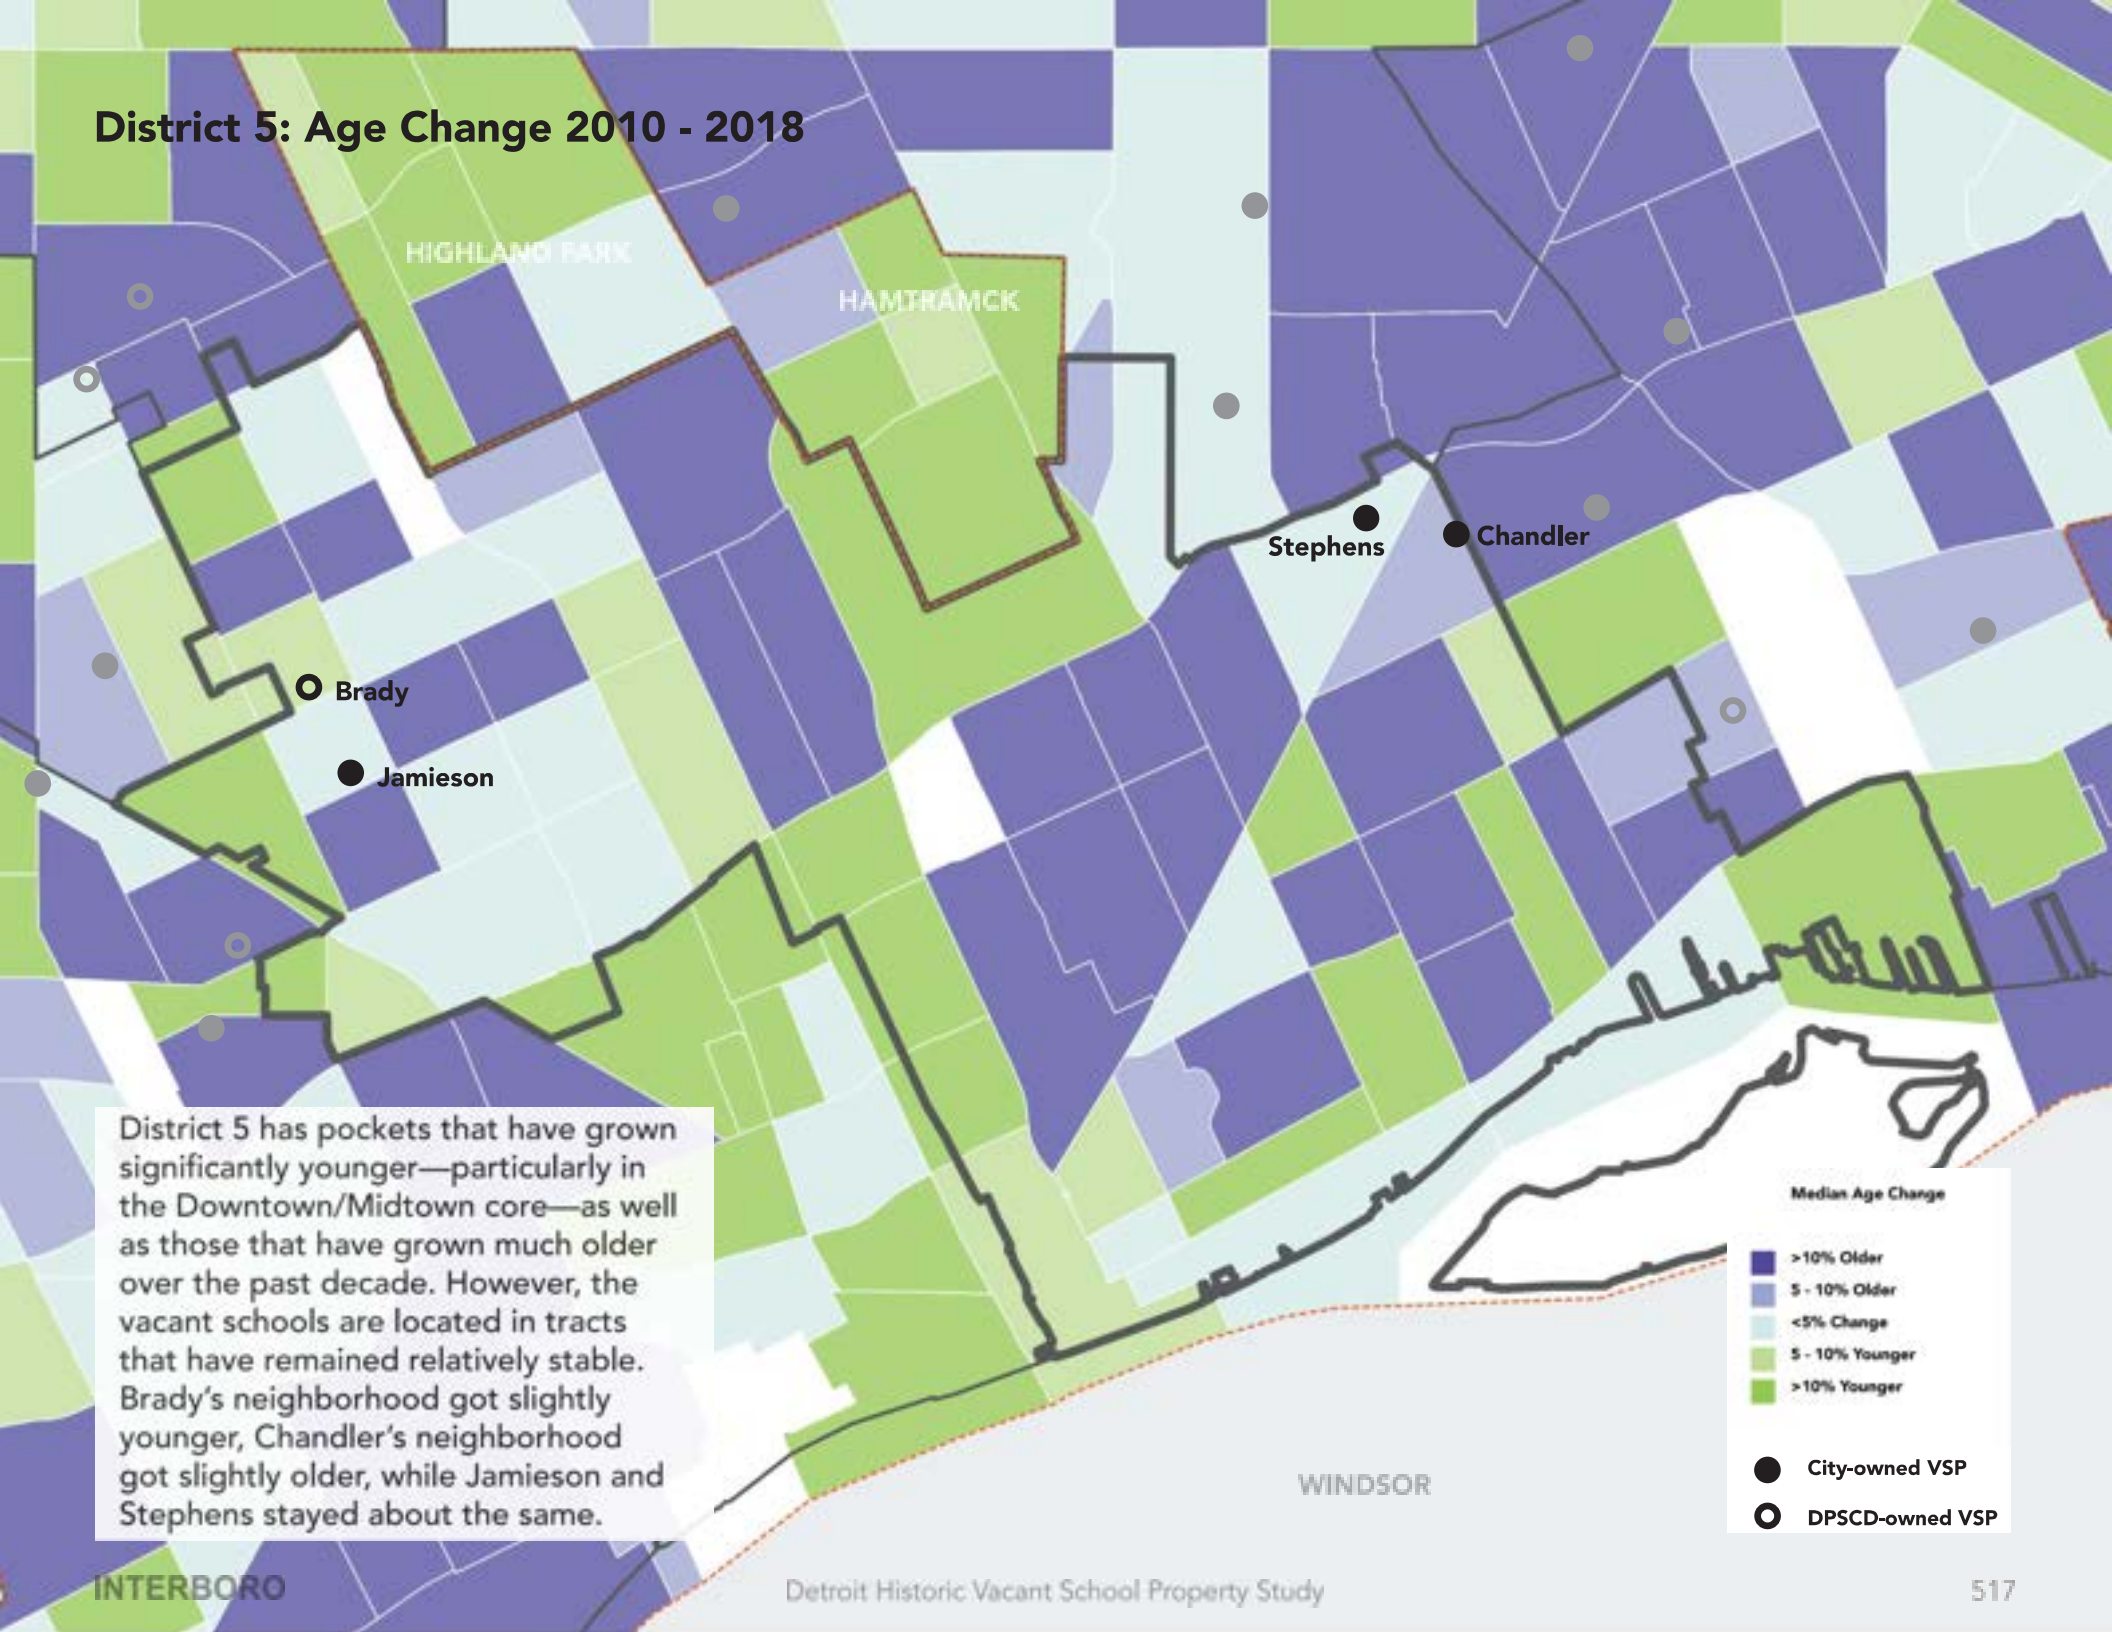 District 5: Age Change 2010 - 2018
HIGHLAND PARK
HAMTRAMCK
Stephens
Chandler
Brady
Jamieson
District 5 has pockets that have grown
significantly younger—particularly in
the Downtown/Midtown core—as well
as those that have grown much older
over the past decade. However, the
vacant schools are located in tracts
that have remained relatively stable.
Brady's neighborhood got slightly
younger, Chandler's neighborhood
got slightly older, while Jamieson and
Stephens stayed about the same.
Median Age Change
>10% Older
5 - 10% Older
<5% Change
5 - 10% Younger
>10% Younger
City-owned VSP
DPSCD-owned VSP
WINDSOR
INTERBORO
Detroit Historic Vacant School Property Study
517